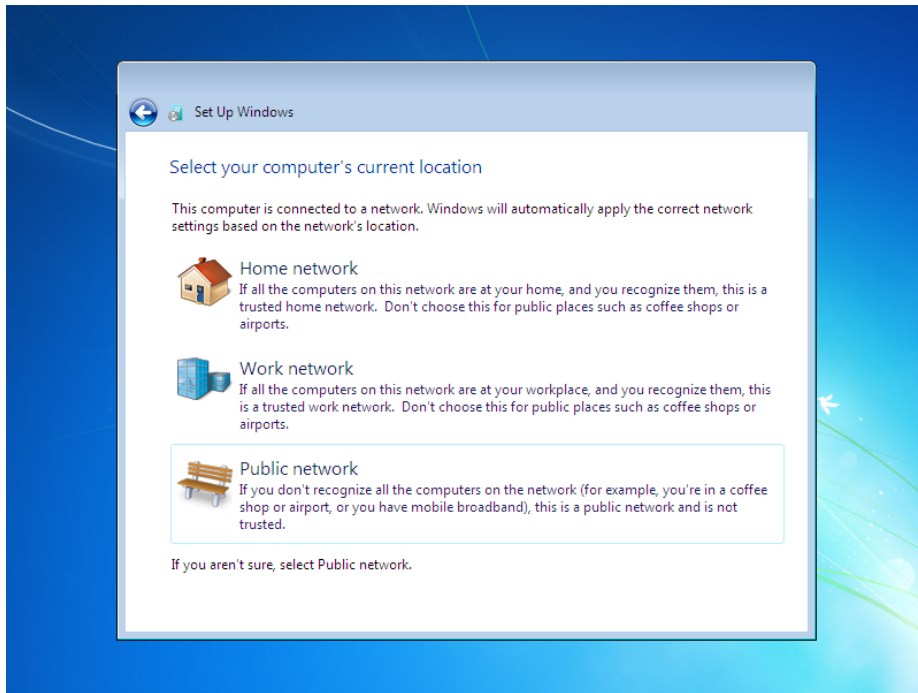 Set Up Windows
Select your computer's current location
This computer is connected to a network. Windows will automatically apply the correct network
settings based on the network's location.
Home network
If all the computers on this network are at your home, and you recognize them, this is a
trusted home network.  Don't choose this for public places such as coffee shops or
airports.
Work network
If all the computers on this network are at your workplace, and you recognize them, this
is a trusted work network.  Don't choose this for public places such as coffee shops or
airports.
Public network
If you don't recognize all the computers on the network (for example, you're in a coffee
shop or airport, or you have mobile broadband), this is a public network and is not
trusted.
If you aren't sure, select Public network.